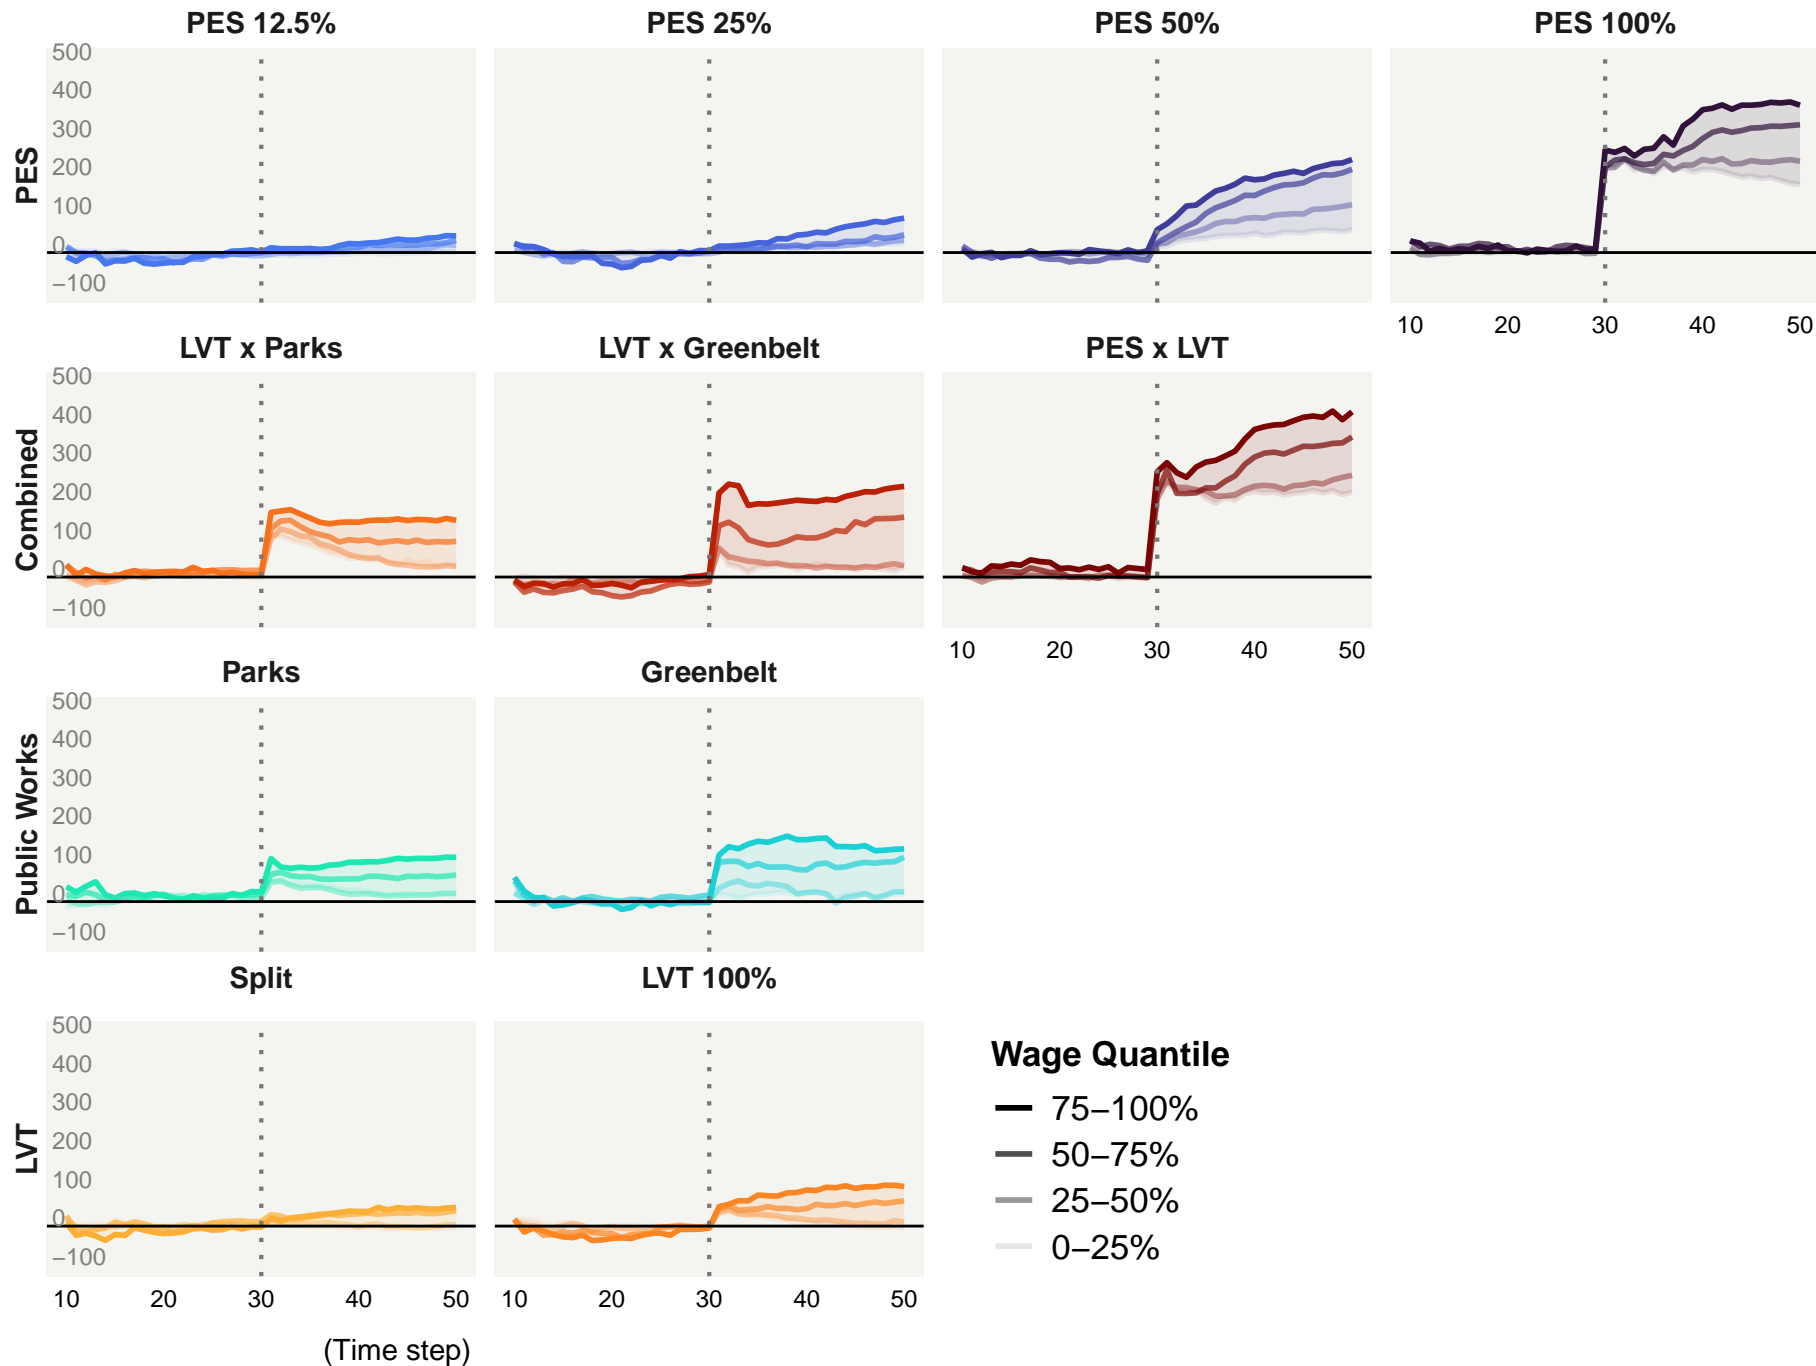 PES 12.5% PES 25% PES 50% PES 100%
PES
500
400
300
200
100
0
−100
10 20 30 40 50
LVT x Parks LVT x Greenbelt PES x LVT
Combined
500
400
300
200
100
0
−100
10 20 30 40 50
Parks Greenbelt
Public Works
500
400
300
200
100
0
−100
Split LVT 100%
LVT
500
400
300
200
100
0
−100
10 20 30 40 50 10 20 30 40 50
(Time step)
Wage Quantile
75−100%
50−75%
25−50%
0−25%